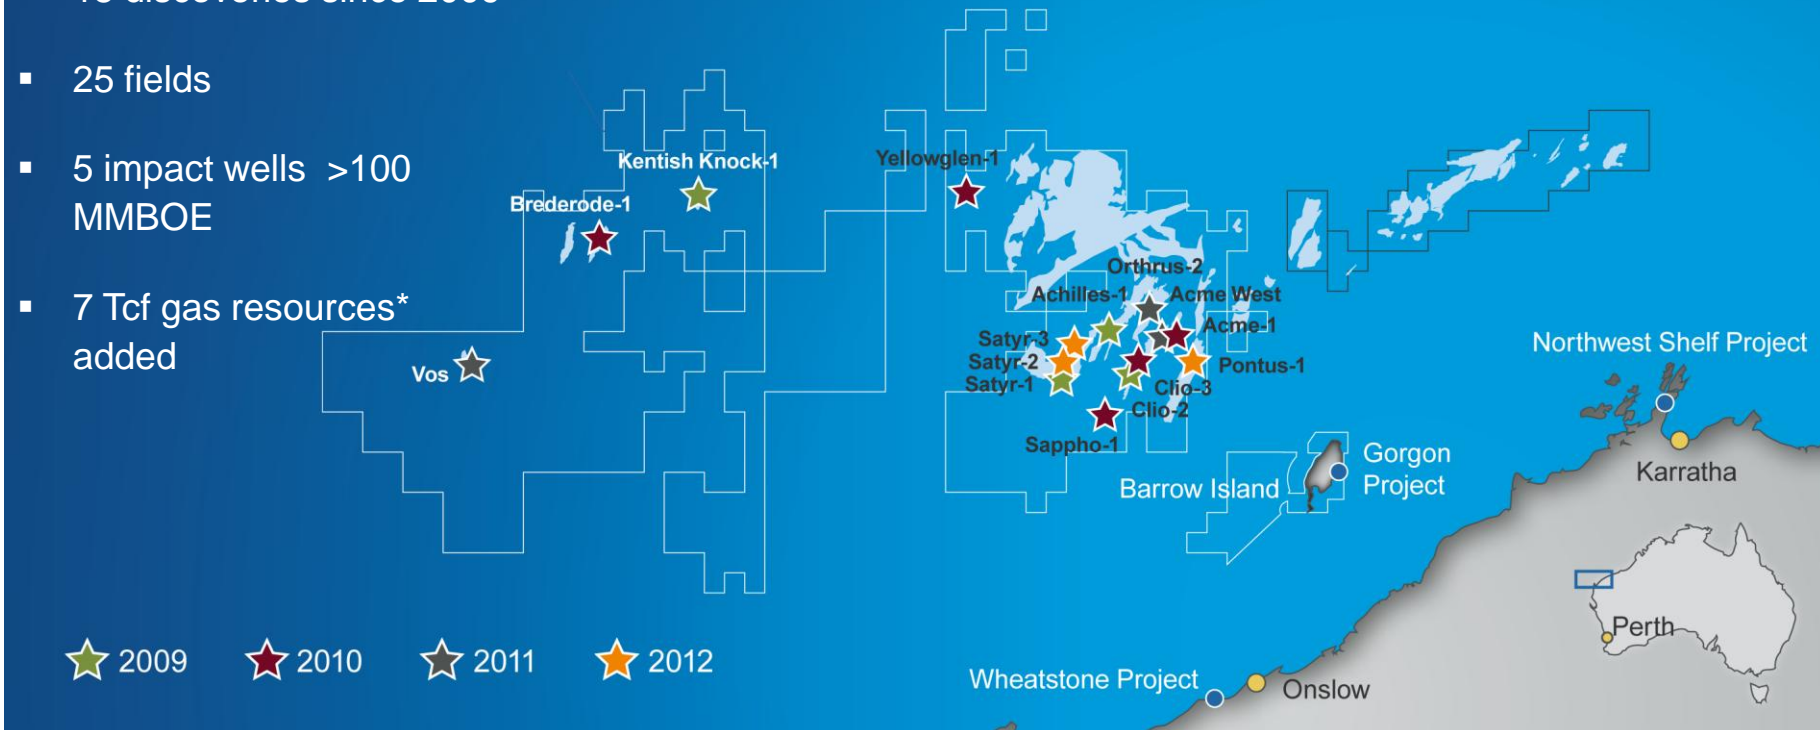 25 fields
5 impact wells >100
MMBOE
7 Tcf gas resources*
added
Kentish Knock-1
Brederode-1
Vos
Yellowglen-1
Orthrus-2
Achilles-1
Acme West
Acme-1
Satyr-3
Satyr-2
Satyr-1
Pontus-1
Clio-3
Clio-2
Sappho-1
Northwest Shelf Project
Karratha
Gorgon
Project
Barrow Island
Perth
Wheatstone Project
Onslow
2009
2010
2011
2012